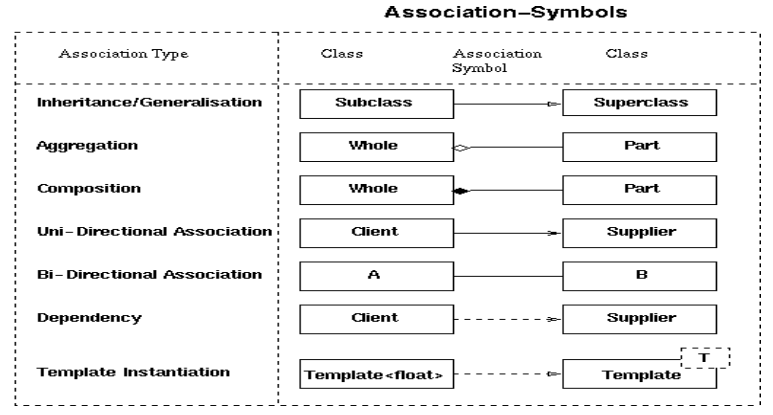 Association-Symbols
Association Type Class Association Symbol Class
Inheritance/Generalisation Subclass Superclass
Aggregation Whole Part
Composition Whole Part
Uni-Directional Association Client Supplier
Bi-Directional Association A B
Dependency Client Supplier
T
Template Instantiation Template<float> Template